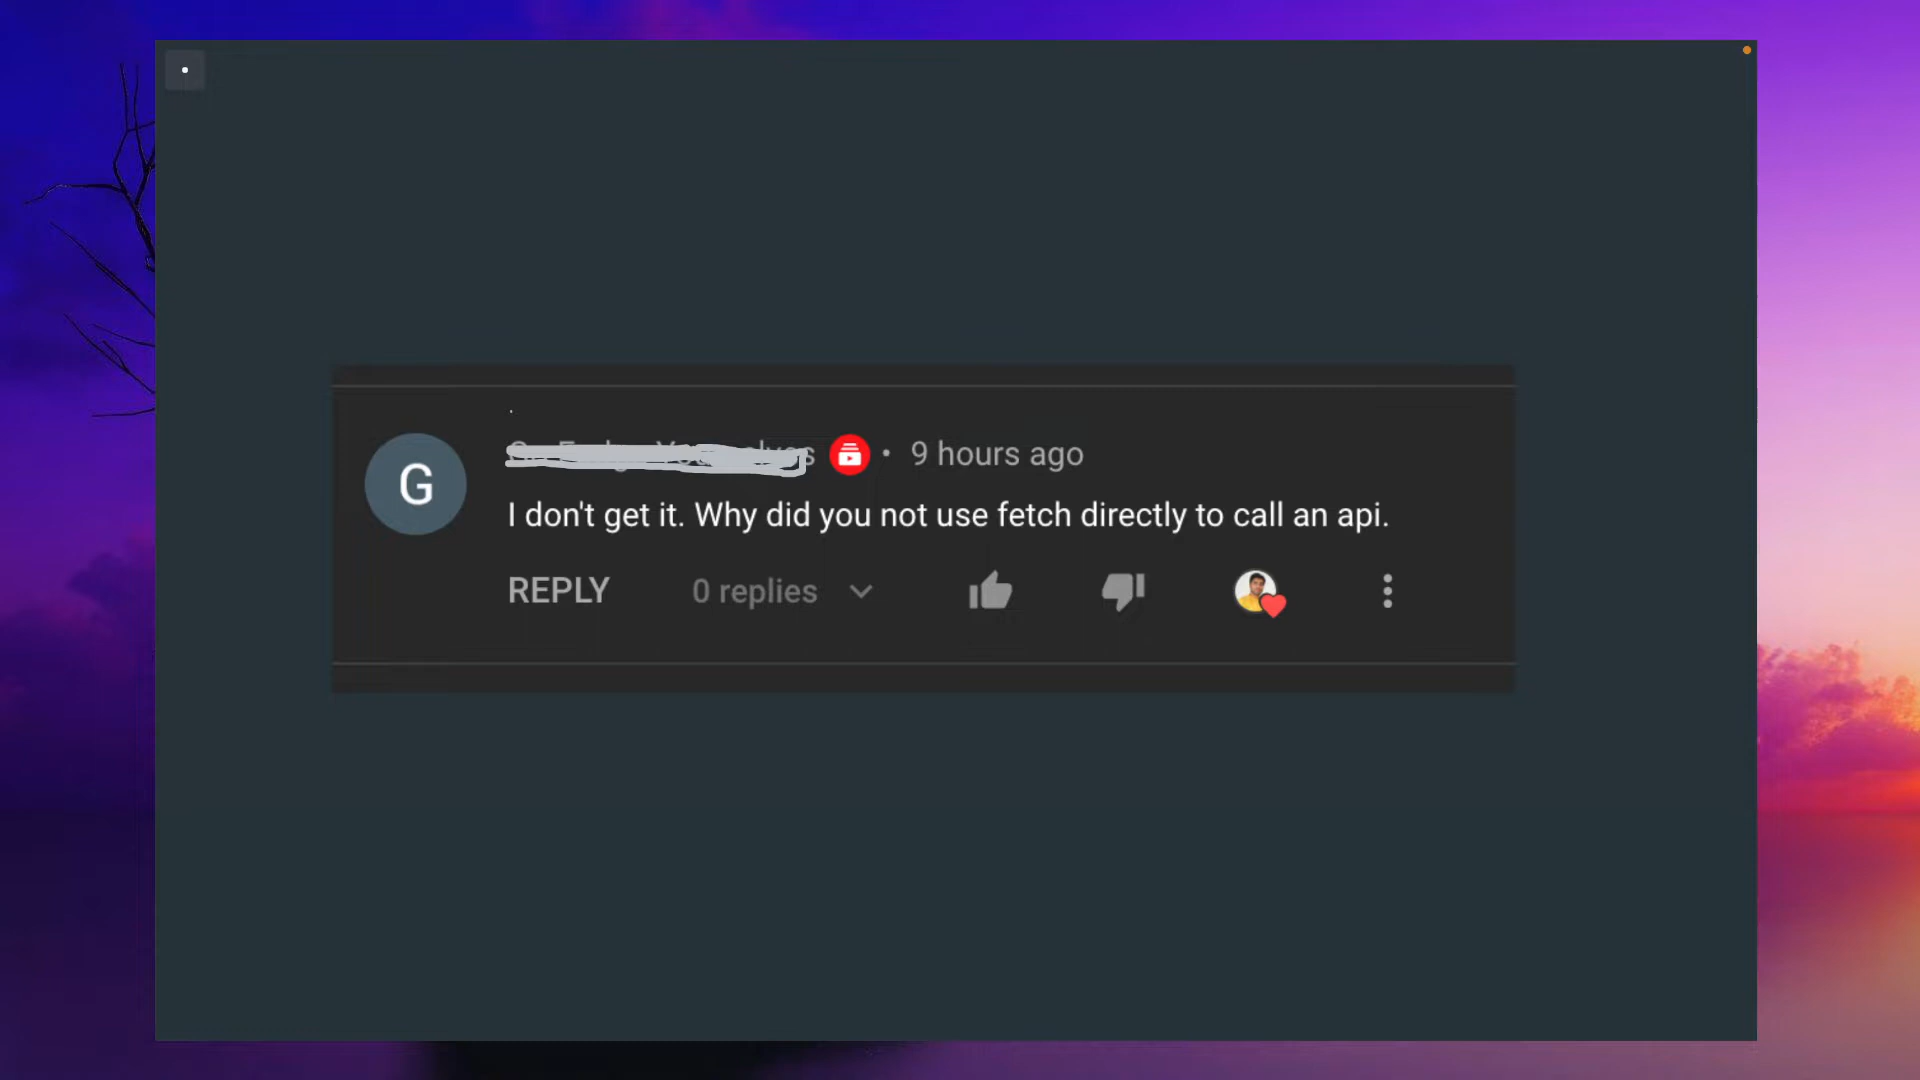 G
• 9 hours ago
I don't get it. Why did you not use fetch directly to call an api.
REPLY 0 replies